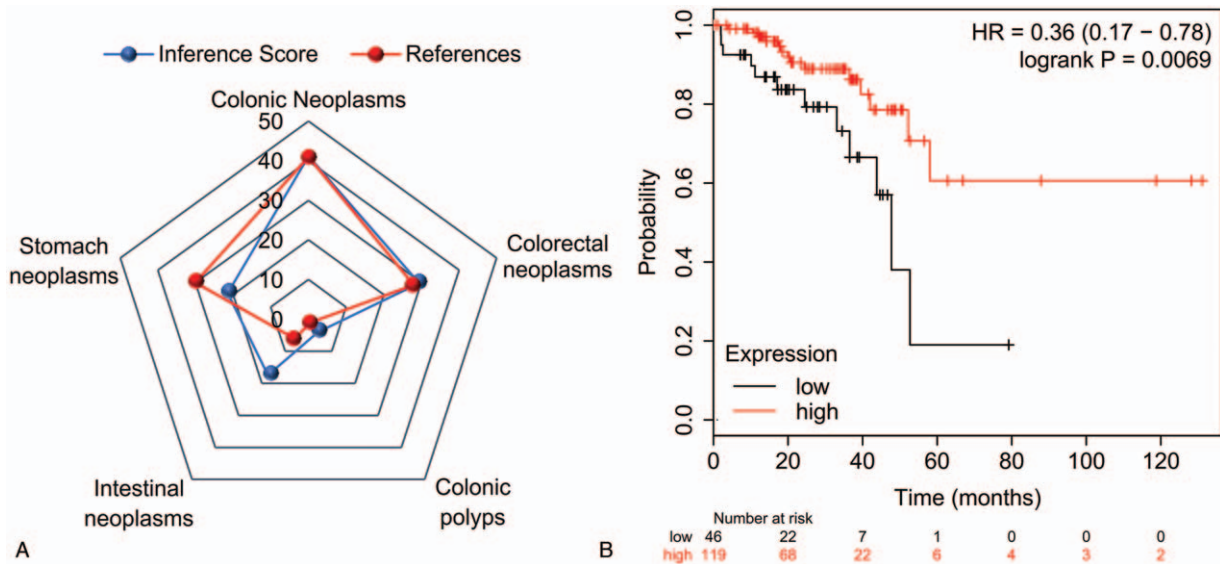 Inference Score References
Colonic Neoplasms
50
40
30
20
10
0
Stomach
neoplasms
Colorectal
neoplasms
Intestinal
neoplasms
Colonic
polyps
A
HR = 0.36 (0.17 − 0.78)
logrank P = 0.0069
Probability
1.0
0.8
0.6
0.4
0.2
0.0
Expression
low
high
0 20 40 60 80 100 120
Time (months)
Number at risk
low 46 22 7 1 0 0 0
high 119 68 22 6 4 3 2
B